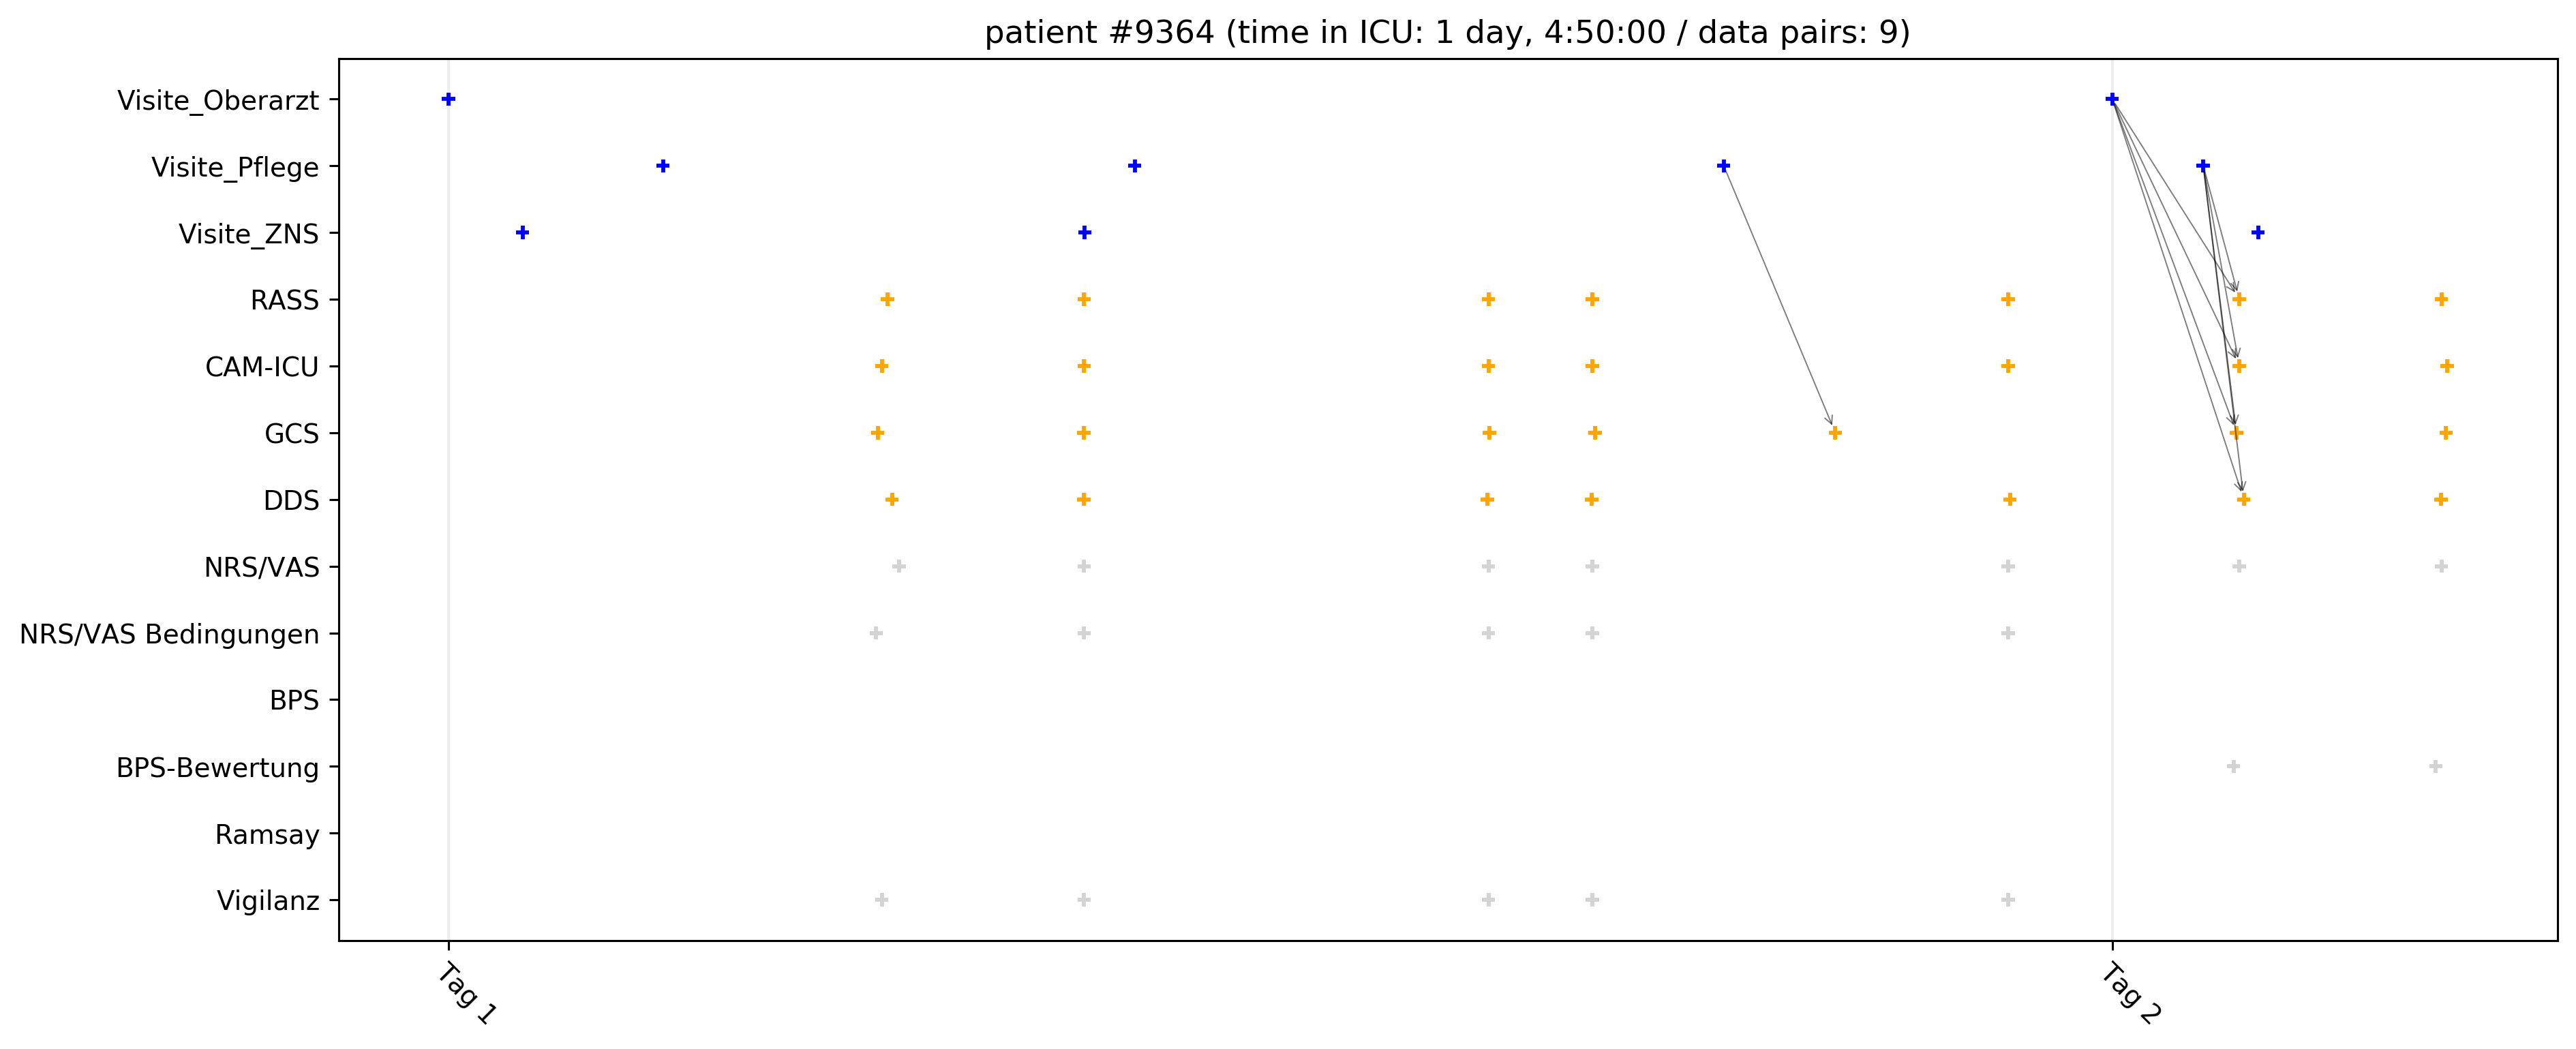 patient #9364 (time in ICU: 1 day, 4:50:00 / data pairs: 9)
Visite_Oberarzt
Visite_Pflege
Visite_ZNS
RASS
CAM-ICU
GCS
DDS
NRS/VAS
NRS/VAS Bedingungen
BPS
BPS-Bewertung
Ramsay
Vigilanz
Tag 1
Tag 2